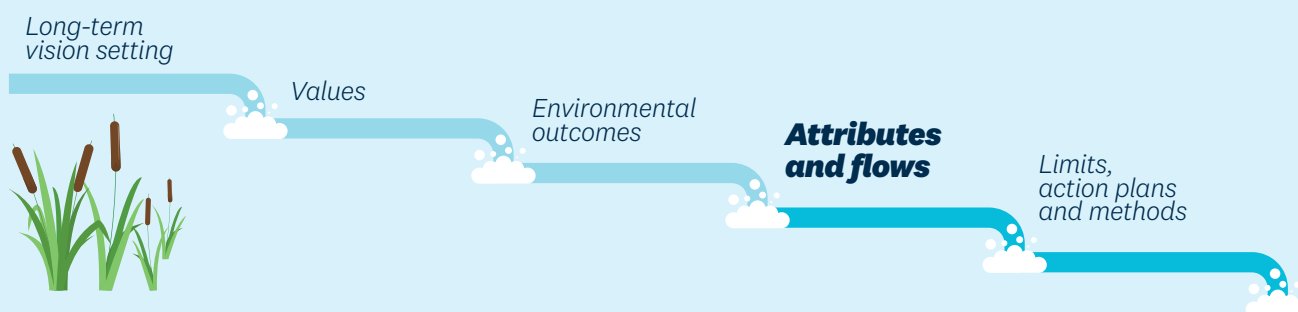 Long-term
vision setting
Values
Environmental
outcomes
Attributes
and flows
Limits,
action plans
and methods